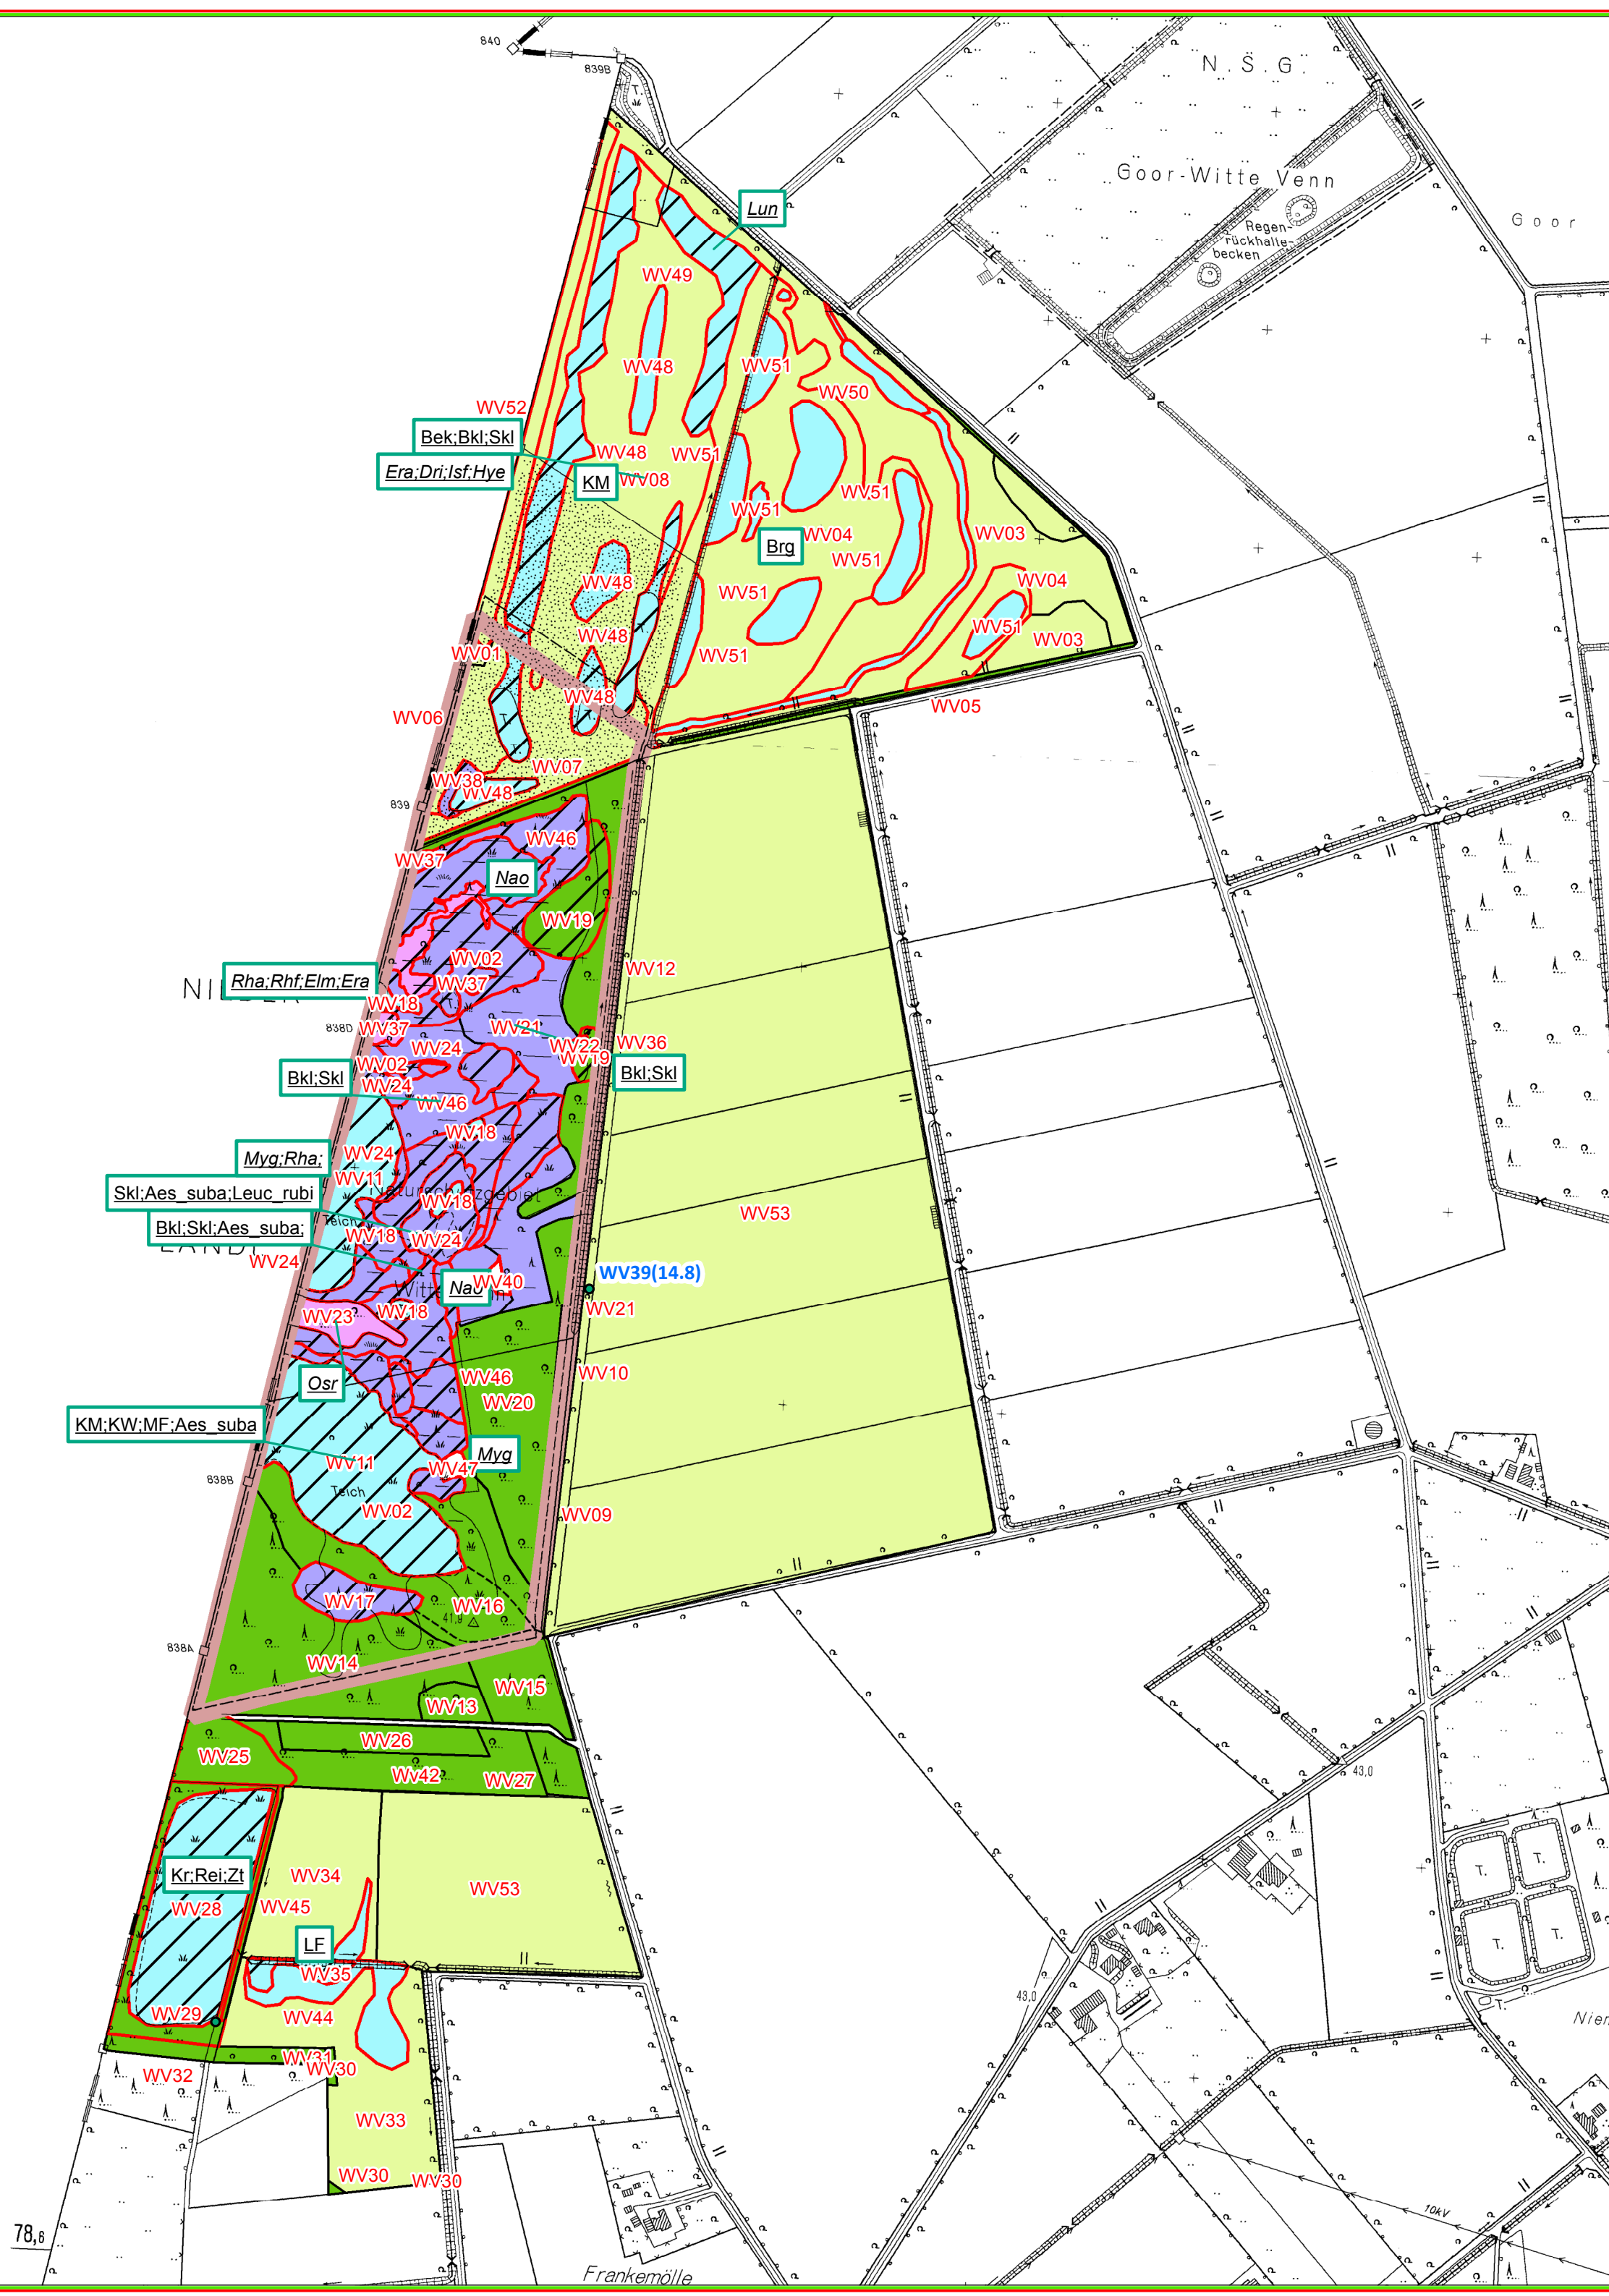 840
839B
T.
N.S.G.
Goor-Witte Venn
Regen-
rückhalte-
becken
Goor
Lun
WV49
WV48
WV51
WV50
WV52
Bek;Bkl;Skl
WV48
WV51
Era;Dri;Isf;Hye
KM
WV08
WV51
WV51
WV04
WV03
Brg
WV51
WV48
WV04
WV51
WV48
WV51
WV03
WV01
WV51
WV48
WV05
WV06
T.
T.
WV07
WV38
WV48
839
WV46
WV37
Nao
WV19
WV02
WV12
Rha;Rhf;Elm;Era
WV37
NIEDER
WV18
T.
838D
WV37
WV21
WV24
WV22
WV36
WV19
WV02
Bkl;Skl
WV24
Bkl;Skl
WV46
WV18
Myg;Rha;
WV24
WV11
Skl;Aes_suba;Leuc_rubi
Naturschutzgebiet
WV18
Bkl;Skl;Aes_suba;
Teich
WV18
WV24
LAND
WV53
WV24
WV39(14.8)
Nao
WV40
Witte
WV18
WV21
WV23
WV10
WV46
Osr
WV20
KM;KW;MF;Aes_suba
Myg
WV11
WV47
838B
Teich
WV02
WV09
WV17
WV16
41,9
838A
WV14
WV15
WV13
WV26
WV25
Wv42
WV27
43,0
Kr;Rei;Zt
WV34
WV53
WV28
WV45
LF
WV35
T.
T.
T.
T.
T.
WV29
WV44
43,0
WV31
WV30
WV32
WV33
WV30
WV30
10kV
78,6
Frankemölle